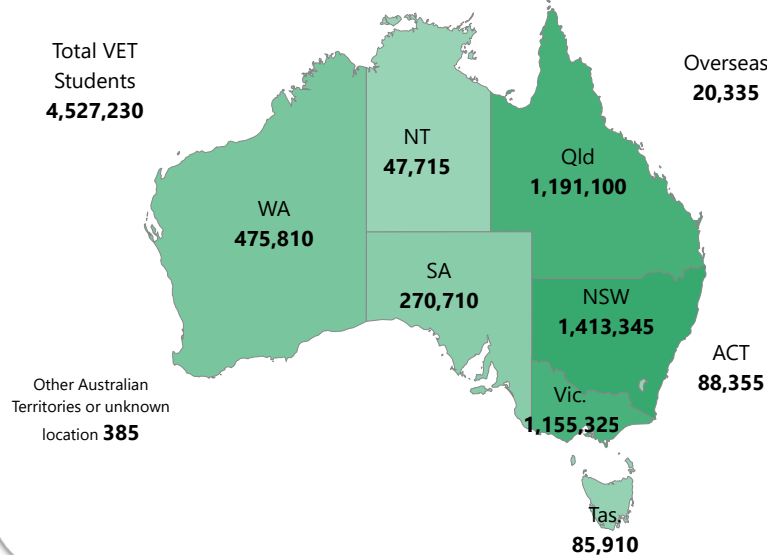 Total VET
Students
4,527,230
Overseas
20,335
NT
47,715
Qld
1,191,100
WA
475,810
SA
270,710
NSW
1,413,345
ACT
88,355
Other Australian
Territories or unknown
location 385
Vic.
1,155,325
Tas.
85,910